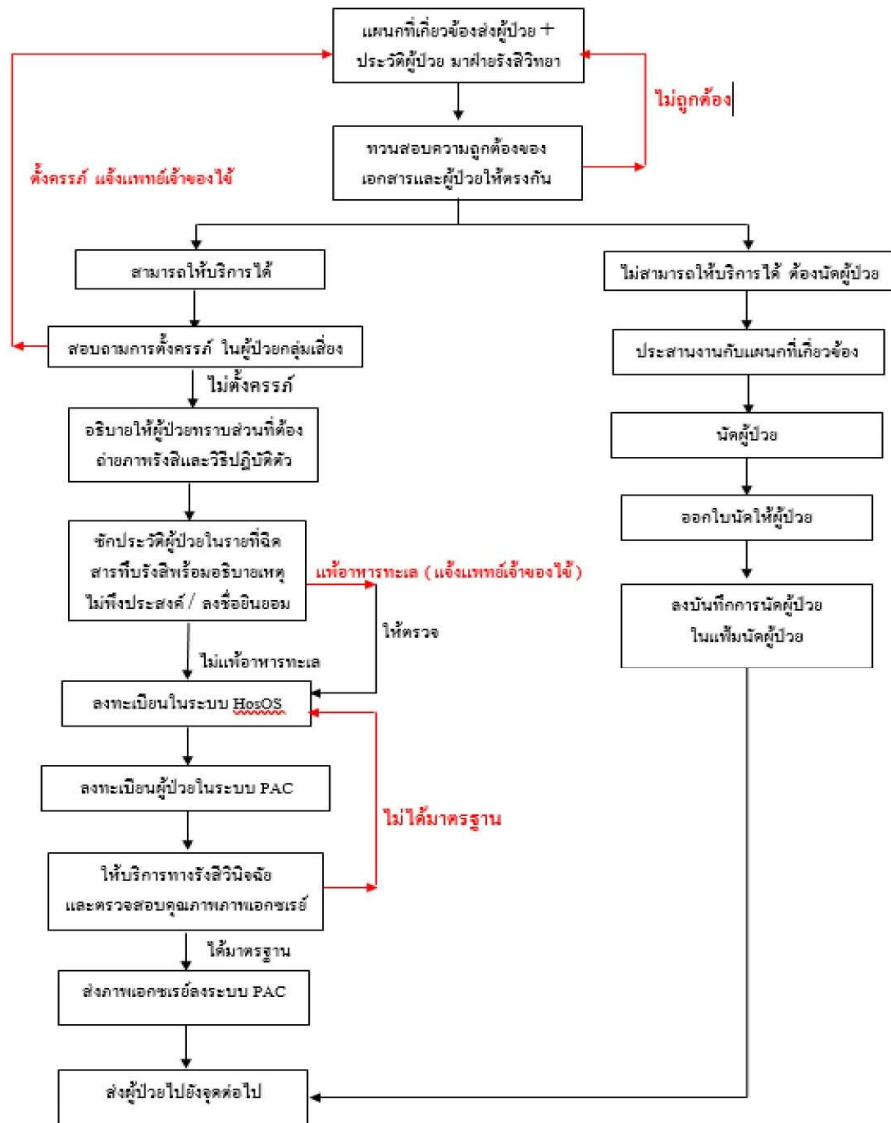 แผนกที่เกี่ยวข้องส่งผู้ป่วย +
ประวัติผู้ป่วย มาฝ่ายรังสิวิทยา
ไม่ถูกต้อง
ทวนสอบความถูกต้องของ
เอกสารและผู้ป่วยให้ตรงกัน
ตั้งครรภ์ แจ้งแพทย์เจ้าของไข้
สามารถให้บริการได้
ไม่สามารถให้บริการได้ ต้องนัดผู้ป่วย
สอบถามการตั้งครรภ์ ในผู้ป่วยกลุ่มเสี่ยง
ประสานงานกับแผนกที่เกี่ยวข้อง
ไม่ตั้งครรภ์
อธิบายให้ผู้ป่วยทราบส่วนที่ต้อง
ถ่ายภาพรังสิและวิธีปฏิบัติตัว
นัดผู้ป่วย
ออกใบนัดให้ผู้ป่วย
ซักประวัติผู้ป่วยในรายที่ฉีด
สารทึบรังสิพร้อมอธิบายเหตุ
ไม่พึงประสงค์ / ลงชื่อยินยอม
แพ้อาหารทะเล ( แจ้งแพทย์เจ้าของไข้ )
ให้ตรวจ
ลงบันทึกการนัดผู้ป่วย
ในแฟ้มนัดผู้ป่วย
ไม่แพ้อาหารทะเล
ลงทะเบียนในระบบ HosOS
ลงทะเบียนผู้ป่วยในระบบ PAC
ไม่ได้มาตรฐาน
ให้บริการทางรังสิวินิจฉัย
และตรวจสอบคุณภาพภาพเอกซเรย์
ได้มาตรฐาน
ส่งภาพเอกซเรย์ลงระบบ PAC
ส่งผู้ป่วยไปยังจุดต่อไป